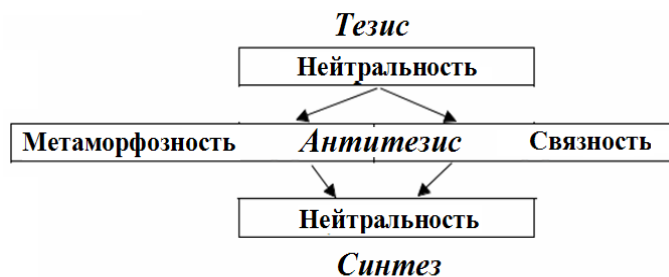 Тезис
Нейтральность
Метаморфозность Антитезис Связность
Нейтральность
Синтез